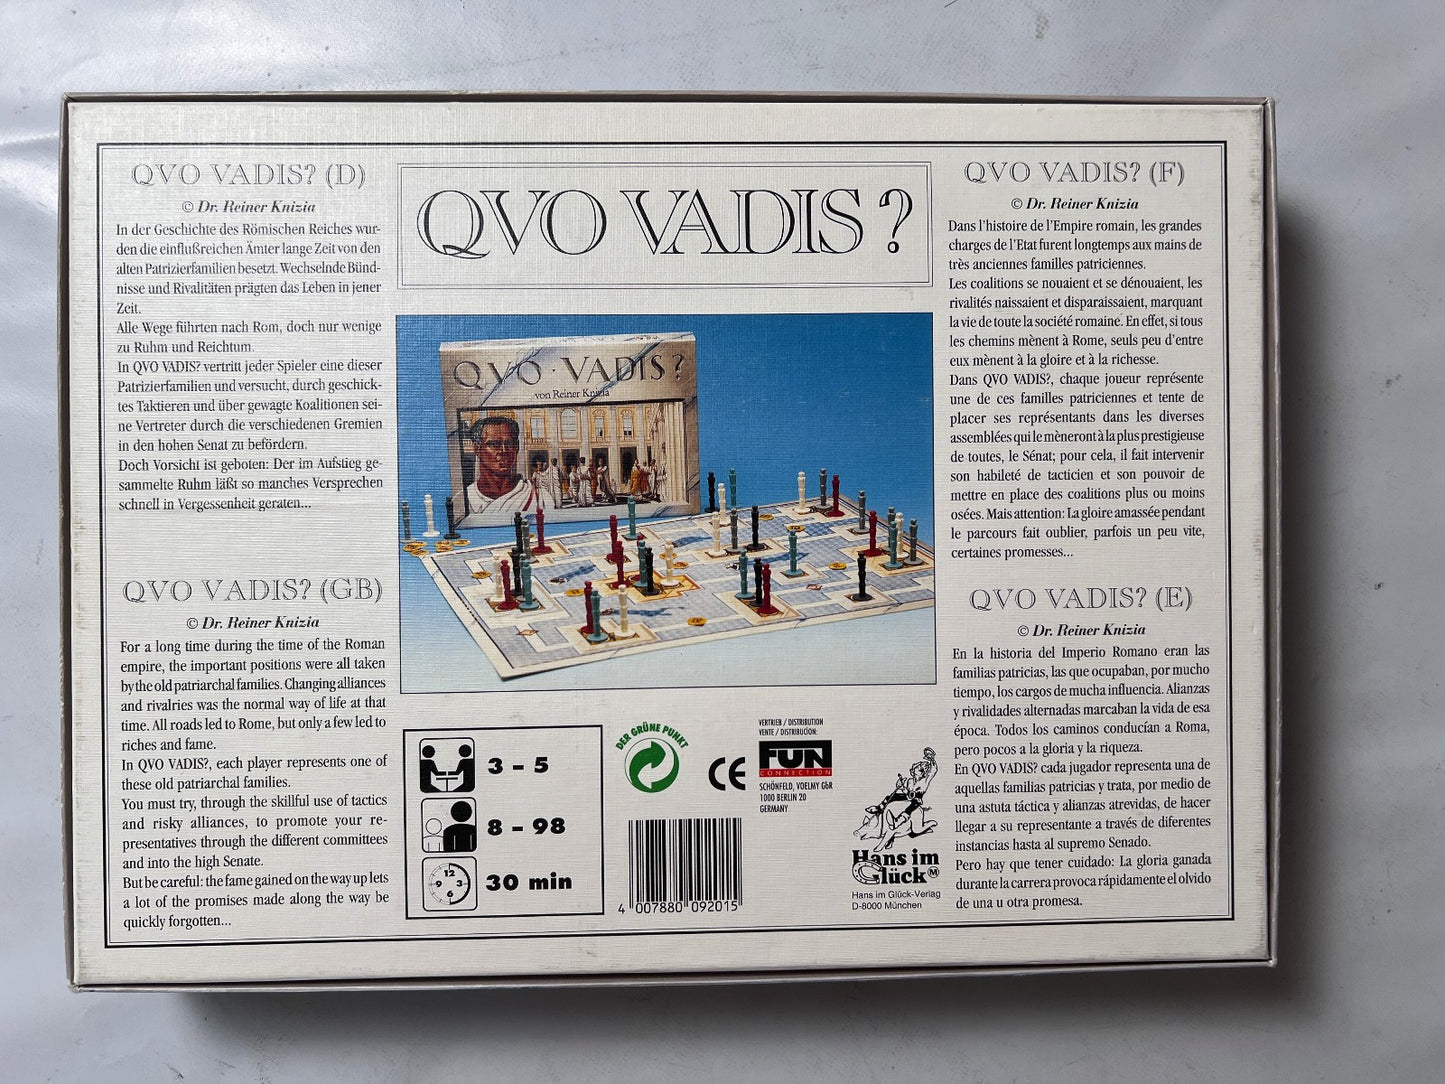 QVO VADIS? (D)
© Dr. Reiner Knizia
In der Geschichte des Römischen Reiches wur-
den die einflußreichen Ämter lange Zeit von den
alten Patrizierfamilien besetzt. Wechselnde Bünd-
nisse und Rivalitäten prägten das Leben in jener
Zeit.
Alle Wege führten nach Rom, doch nur wenige
zu Ruhm und Reichtum.
In QVO VADIS? vertritt jeder Spieler eine dieser
Patrizierfamilien und versucht, durch geschick-
tes Taktieren und über gewagte Koalitionen sei-
ne Vertreter durch die verschiedenen Gremien
in den hohen Senat zu befördern.
Doch Vorsicht ist geboten: Der im Aufstieg ge-
sammelte Ruhm läßt so manches Versprechen
schnell in Vergessenheit geraten...
QVO VADIS? (GB)
© Dr. Reiner Knizia
For a long time during the time of the Roman
empire, the important positions were all taken
by the old patriarchal families. Changing alliances
and rivalries was the normal way of life at that
time. All roads led to Rome, but only a few led to
riches and fame.
In QVO VADIS?, each player represents one of
these old patriarchal families.
You must try, through the skillful use of tactics
and risky alliances, to promote your re-
presentatives through the different committees
and into the high Senate.
But be careful: the fame gained on the way up lets
a lot of the promises made along the way be
quickly forgotten...
QVO VADIS?
QVO · VADIS?
von Reiner Knizia
3 - 5
8 - 98
12
9 3
6
30 min
DER GRÜNE PUNKT
CE
VERTRIEB / DISTRIBUTION
VENTE / DISTRIBUCION:
FUN
CONNECTION
SCHÖNFELD, VOELMY GbR
1000 BERLIN 20
GERMANY
4 007880 092015
Hans im
Glück M
Hans im Glück-Verlag
D-8000 München
QVO VADIS? (F)
© Dr. Reiner Knizia
Dans l'histoire de l'Empire romain, les grandes
charges de l'Etat furent longtemps aux mains de
très anciennes familles patriciennes.
Les coalitions se nouaient et se dénouaient, les
rivalités naissaient et disparaissaient, marquant
la vie de toute la société romaine. En effet, si tous
les chemins mènent à Rome, seuls peu d'entre
eux mènent à la gloire et à la richesse.
Dans QVO VADIS?, chaque joueur représente
une de ces familles patriciennes et tente de
placer ses représentants dans les diverses
assemblées qui le mèneront à la plus prestigieuse
de toutes, le Sénat; pour cela, il fait intervenir
son habileté de tacticien et son pouvoir de
mettre en place des coalitions plus ou moins
osées. Mais attention: La gloire amassée pendant
le parcours fait oublier, parfois un peu vite,
certaines promesses...
QVO VADIS? (E)
© Dr. Reiner Knizia
En la historia del Imperio Romano eran las
familias patricias, las que ocupaban, por mucho
tiempo, los cargos de mucha influencia. Alianzas
y rivalidades alternadas marcaban la vida de esa
época. Todos los caminos conducían a Roma,
pero pocos a la gloria y la riqueza.
En QVO VADIS? cada jugador representa una de
aquellas familias patricias y trata, por medio de
una astuta táctica y alianzas atrevidas, de hacer
llegar a su representante a través de diferentes
instancias hasta al supremo Senado.
Pero hay que tener cuidado: La gloria ganada
durante la carrera provoca rápidamente el olvido
de una u otra promesa.